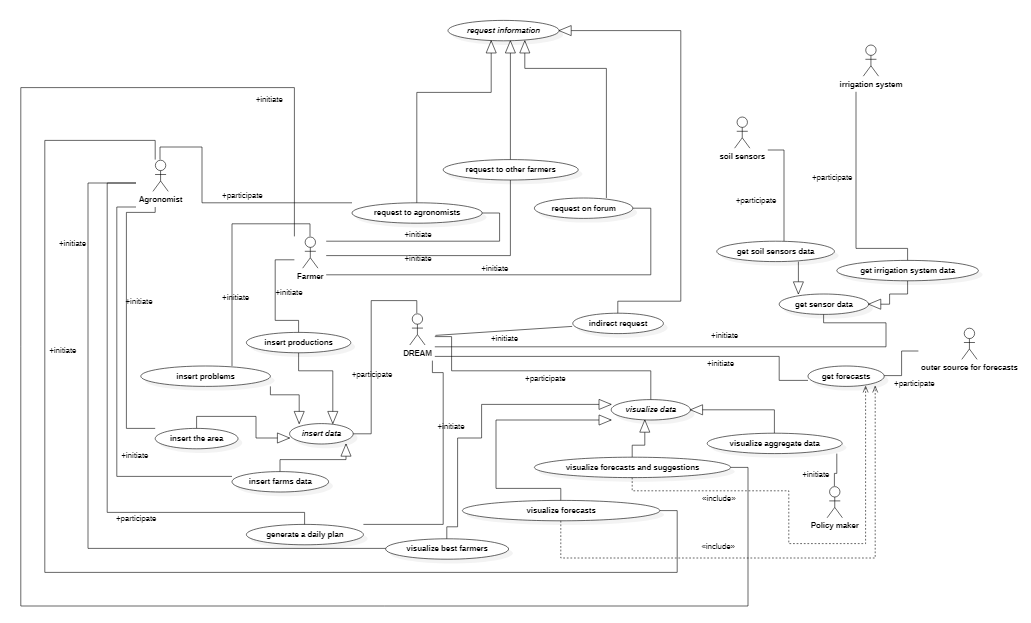 request information
irrigation system
+initiate
soil sensors
request to other farmers
+participate
Agronomist
+participate
+participate
request to agronomists
request on forum
+initiate
+initiate
get soil sensors data
+initiate
get irrigation system data
+initiate
Farmer
+initiate
+initiate
+initiate
get sensor data
indirect request
insert productions
+initiate
+initiate
DREAM
+initiate
+initiate
outer source for forecasts
insert problems
+participate
+participate
get forecasts
+participate
visualize data
+initiate
insert data
insert the area
visualize aggregate data
+initiate
visualize forecasts and suggestions
+initiate
insert farms data
«include»
visualize forecasts
+participate
Policy maker
generate a daily plan
visualize best farmers
«include»